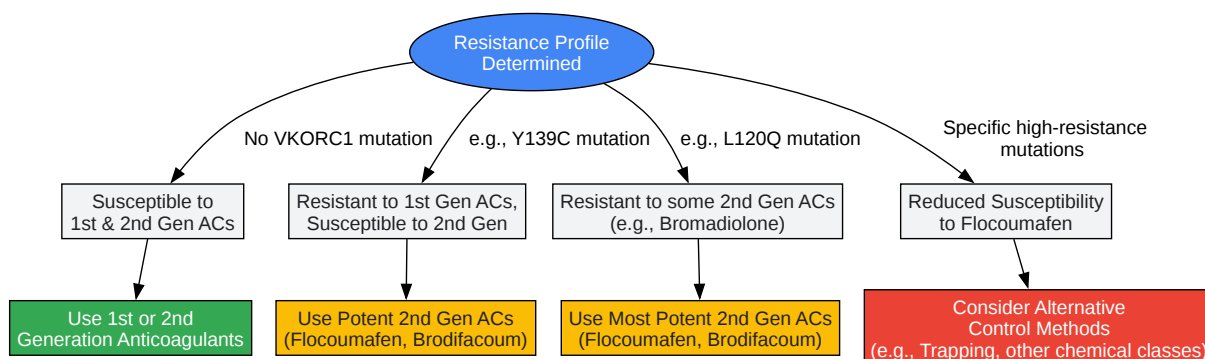 Resistance Profile
Determined
No VKORC1 mutation
e.g., Y139C mutation
e.g., L120Q mutation
Specific high-resistance
mutations
Susceptible to
1st & 2nd Gen ACs
Resistant to 1st Gen ACs,
Susceptible to 2nd Gen
Resistant to some 2nd Gen ACs
(e.g., Bromadiolone)
Reduced Susceptibility
to Flocoumafen
Use 1st or 2nd
Generation Anticoagulants
Use Potent 2nd Gen ACs
(Flocoumafen, Brodifacoum)
Use Most Potent 2nd Gen ACs
(Flocoumafen, Brodifacoum)
Consider Alternative
Control Methods
(e.g., Trapping, other chemical classes)